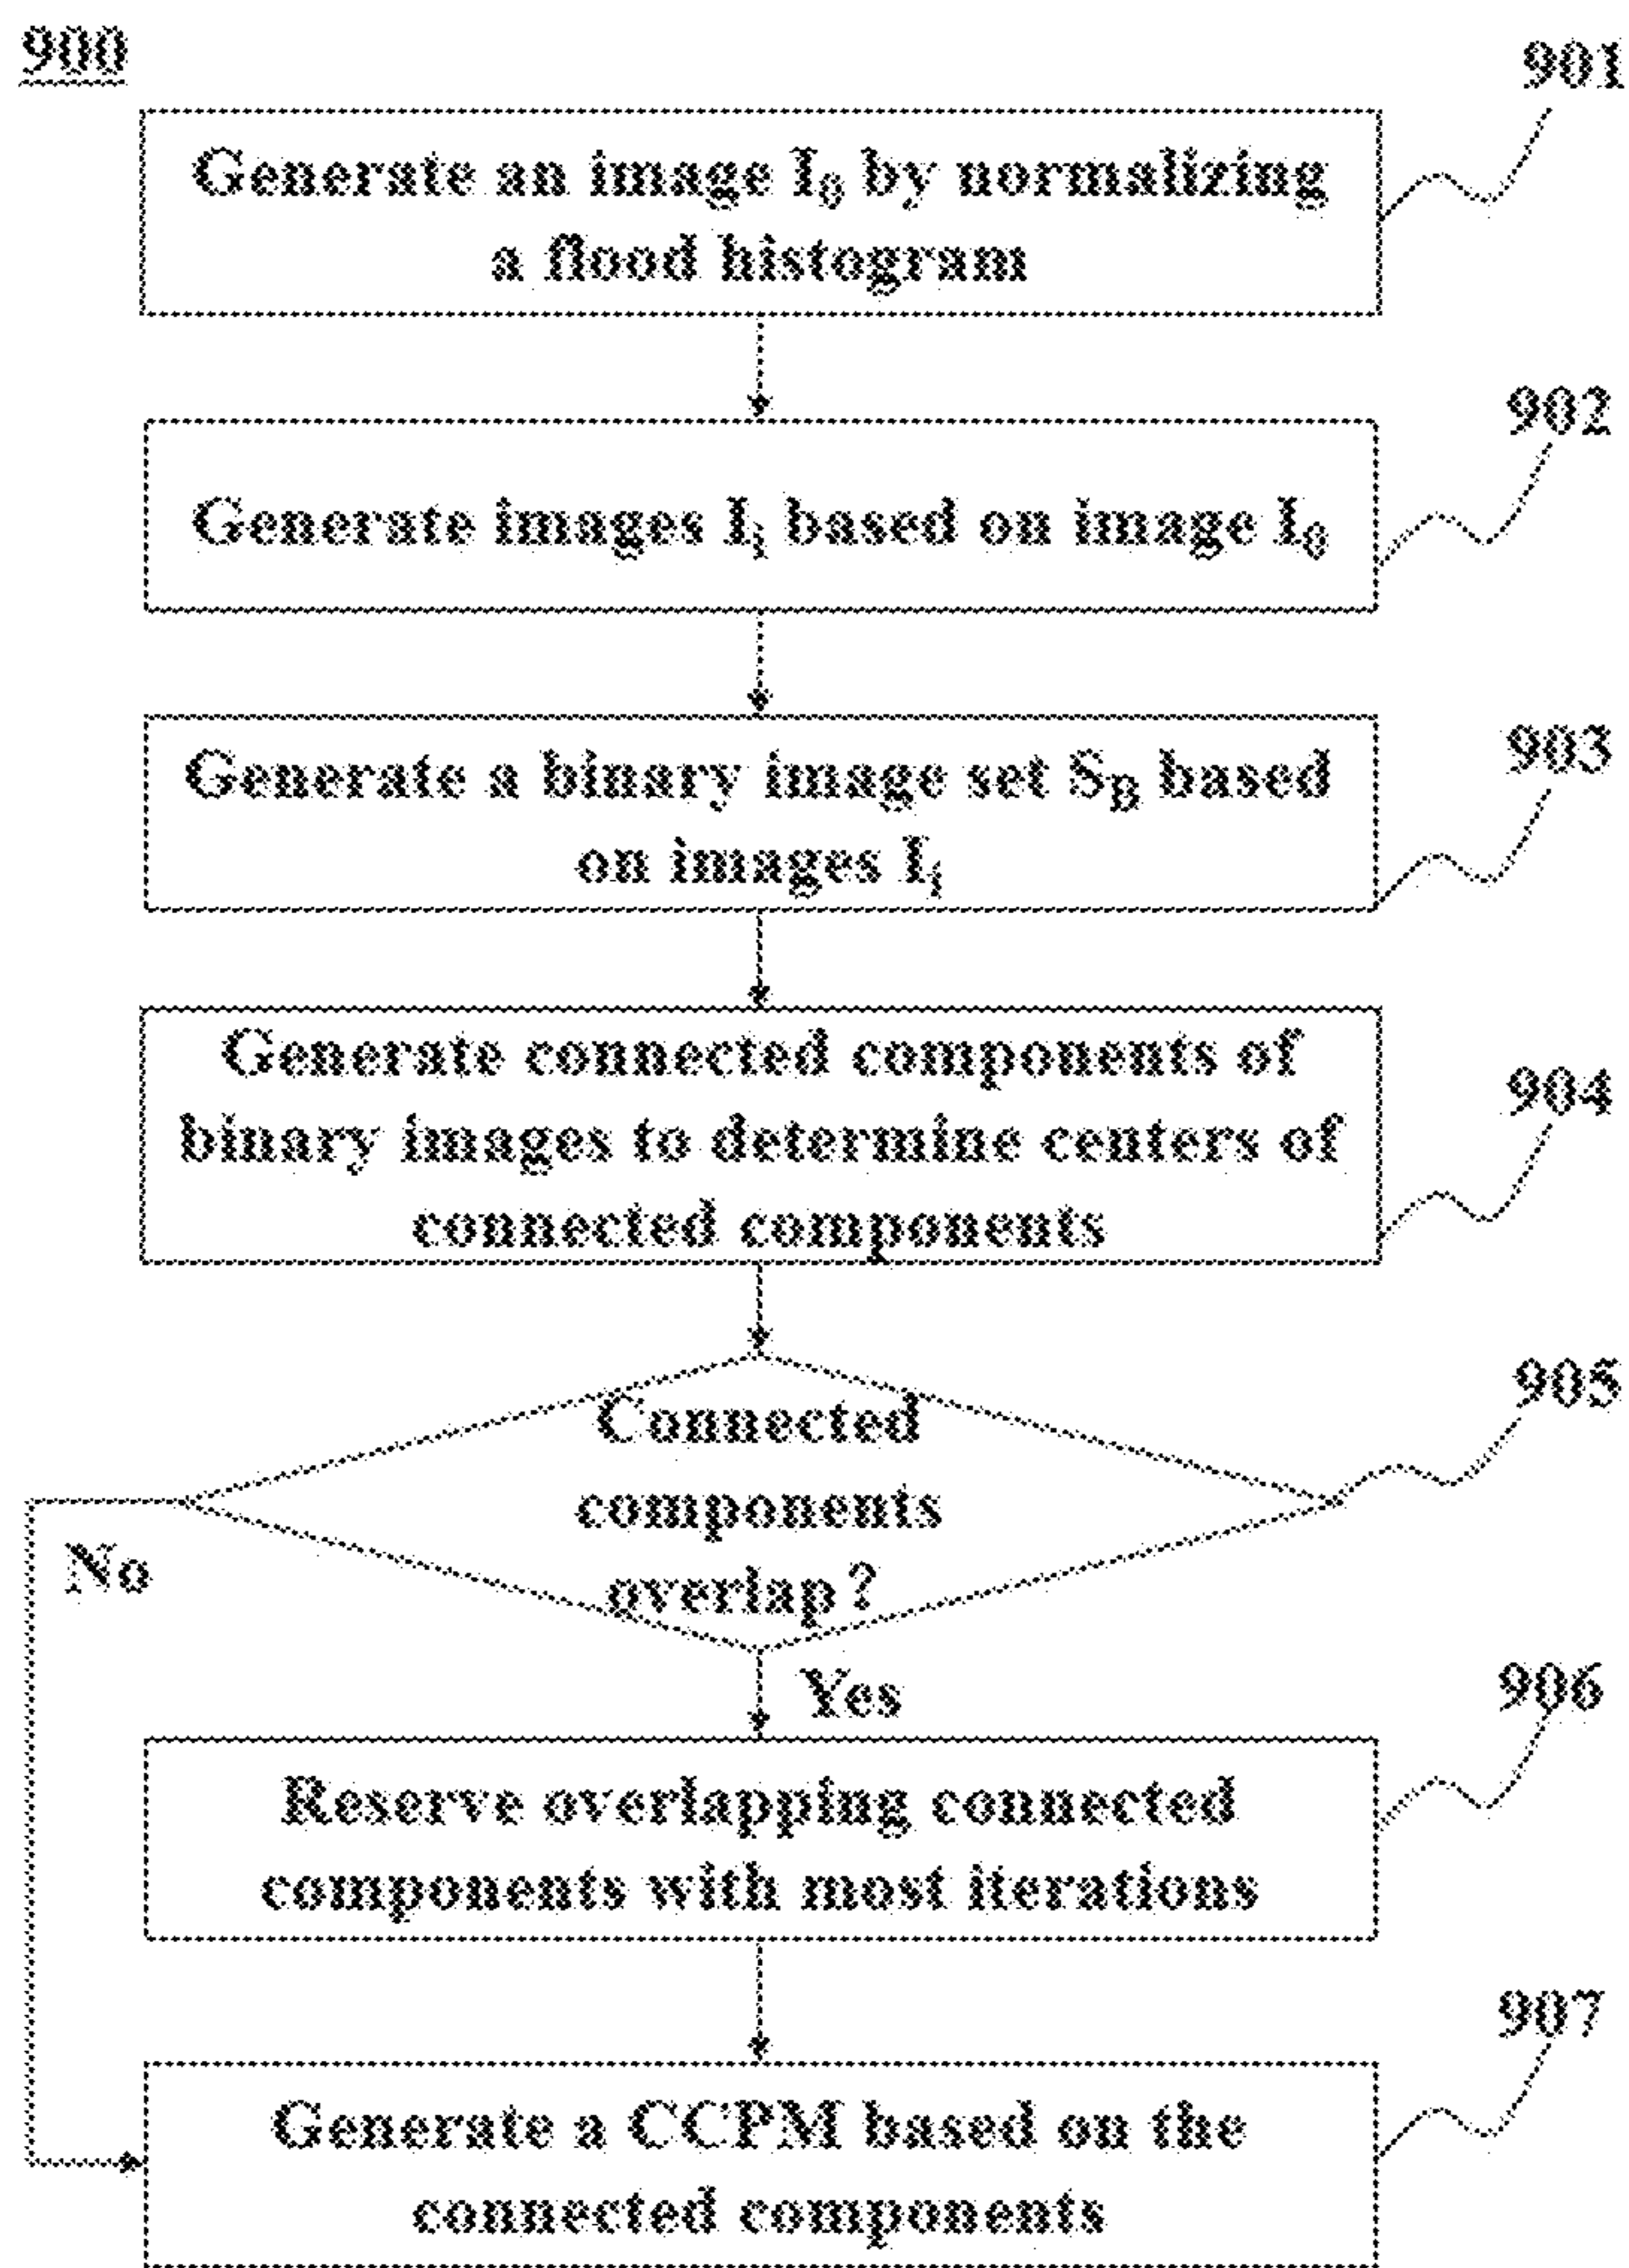 900
901
Generate an image I₀ by normalizing
a flood histogram
902
Generate images Iᵢ based on image I₀
903
Generate a binary image set S_B based
on images Iᵢ
904
Generate connected components of
binary images to determine centers of
connected components
905
Connected
components
overlap?
No
Yes
906
Reserve overlapping connected
components with most iterations
907
Generate a CCPM based on the
connected components